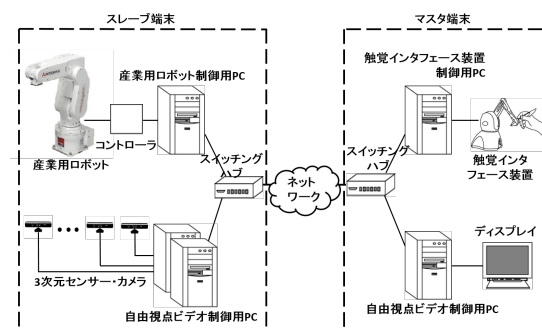 スレーブ端末
マスタ端末
産業用ロボット制御用PC
コントローラ
産業用ロボット
スイッチング
ハブ
3次元センサー・カメラ
自由視点ビデオ制御用PC
ネット
ワーク
触覚インタフェース装置
制御用PC
スイッチング
ハブ
触覚インタ
フェース装置
ディスプレイ
自由視点ビデオ制御用PC